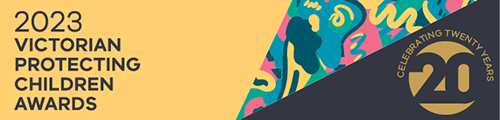 2023
VICTORIAN
PROTECTING
CHILDREN
AWARDS
CELEBRATING TWENTY YEARS
20